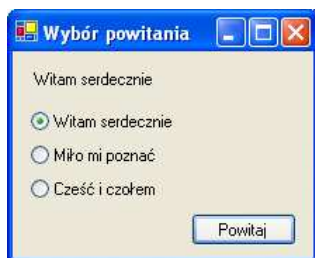 Wybór powitania
Witam serdecznie
Witam serdecznie
Miło mi poznać
Cześć i czołem
Powitaj